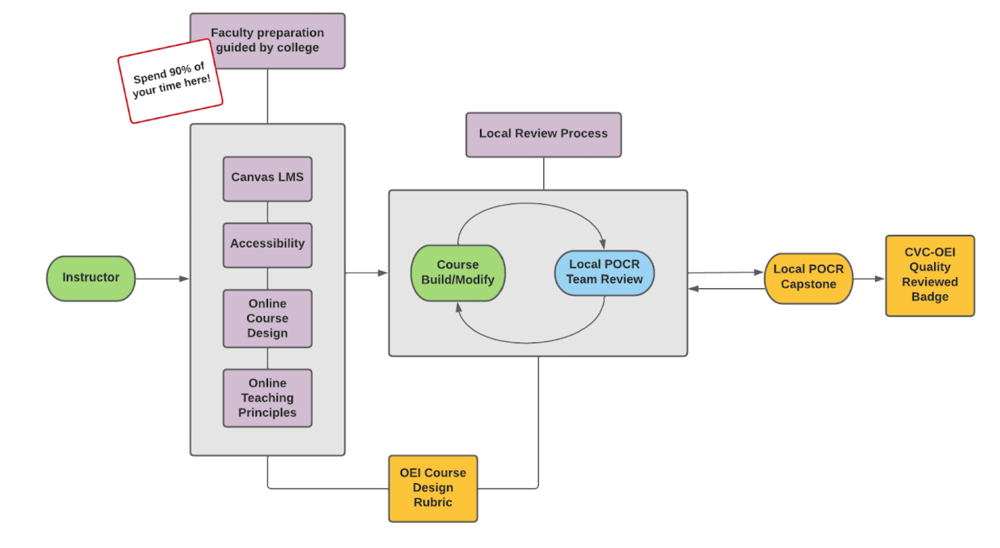 Faculty preparation
guided by college
Spend 90% of
your time here!
Local Review Process
Canvas LMS
Accessibility
Online
Course
Design
Online
Teaching
Principles
Instructor
Course
Build/Modify
Local POCR
Team Review
Local POCR
Capstone
CVC-OEI
Quality
Reviewed
Badge
OEI Course
Design
Rubric